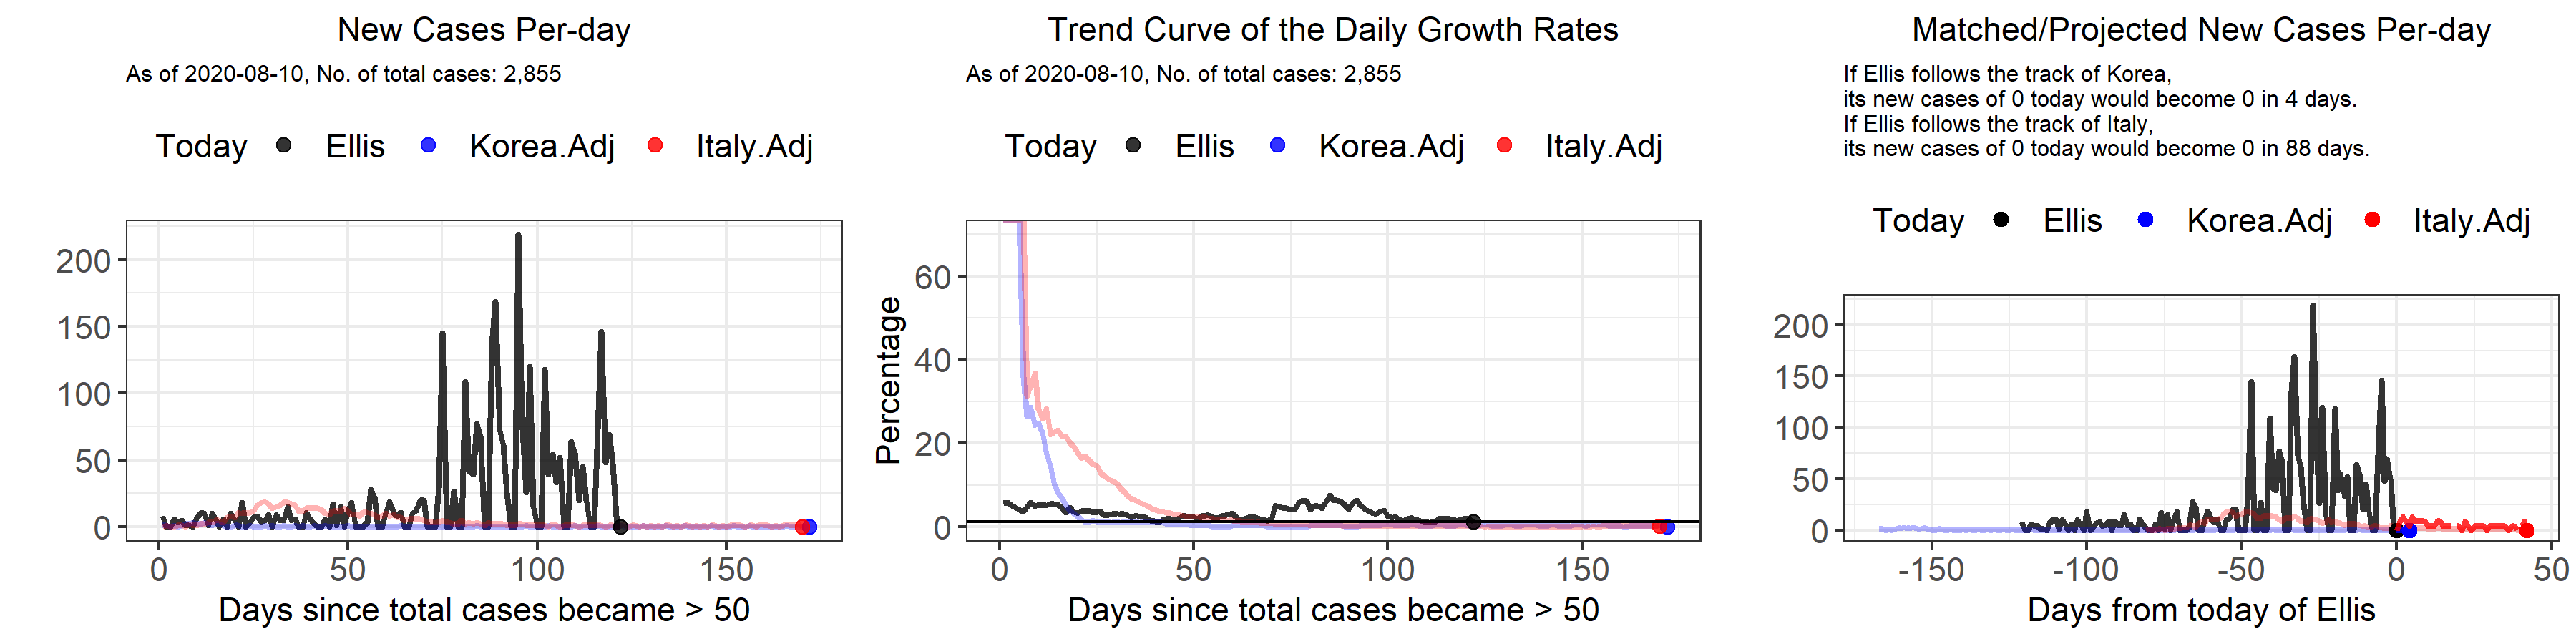 New Cases Per-day
As of 2020-08-10, No. of total cases: 2,855
Today Ellis Korea.Adj Italy.Adj
200
150
100
50
0
0 50 100 150
Days since total cases became > 50
Trend Curve of the Daily Growth Rates
As of 2020-08-10, No. of total cases: 2,855
Today Ellis Korea.Adj Italy.Adj
Percentage
60
40
20
0
0 50 100 150
Days since total cases became > 50
Matched/Projected New Cases Per-day
If Ellis follows the track of Korea,
its new cases of 0 today would become 0 in 4 days.
If Ellis follows the track of Italy,
its new cases of 0 today would become 0 in 88 days.
Today Ellis Korea.Adj Italy.Adj
200
150
100
50
0
-150 -100 -50 0 50
Days from today of Ellis